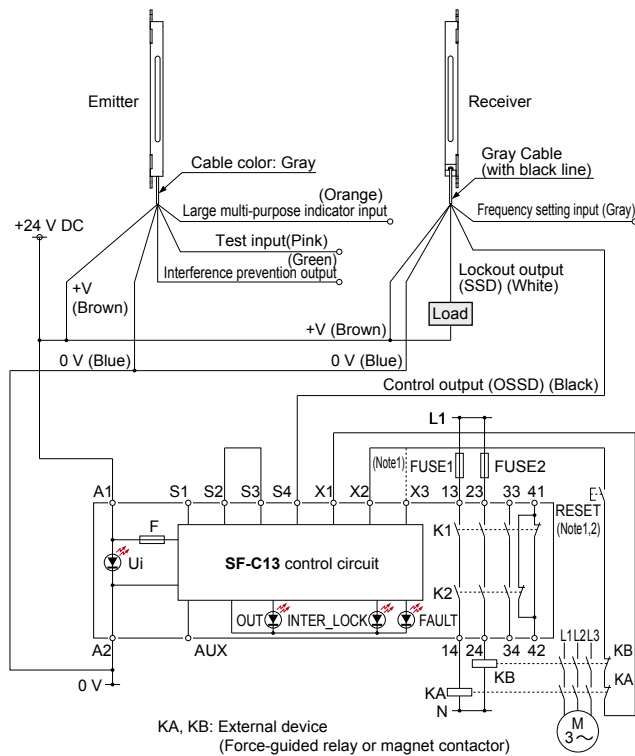 Emitter
Receiver
Cable color: Gray
Gray Cable
(with black line)
(Orange)
Large multi-purpose indicator input
Frequency setting input (Gray)
+24 V DC
Test input(Pink)
(Green)
Interference prevention output
Lockout output
(SSD) (White)
+V
(Brown)
Load
+V (Brown)
0 V (Blue)
0 V (Blue)
Control output (OSSD) (Black)
L1
(Note1)
FUSE1
FUSE2
A1
S1
S2
S3
S4
X1
X2
X3
13
23
33
41
RESET
(Note1,2)
F
K1
Ui
SF-C13 control circuit
K2
OUT
INTER_LOCK
FAULT
A2
AUX
14
24
34
42
L1L2L3
KB
KB
KA
KA
0 V
N
M
3~
KA, KB: External device
(Force-guided relay or magnet contactor)